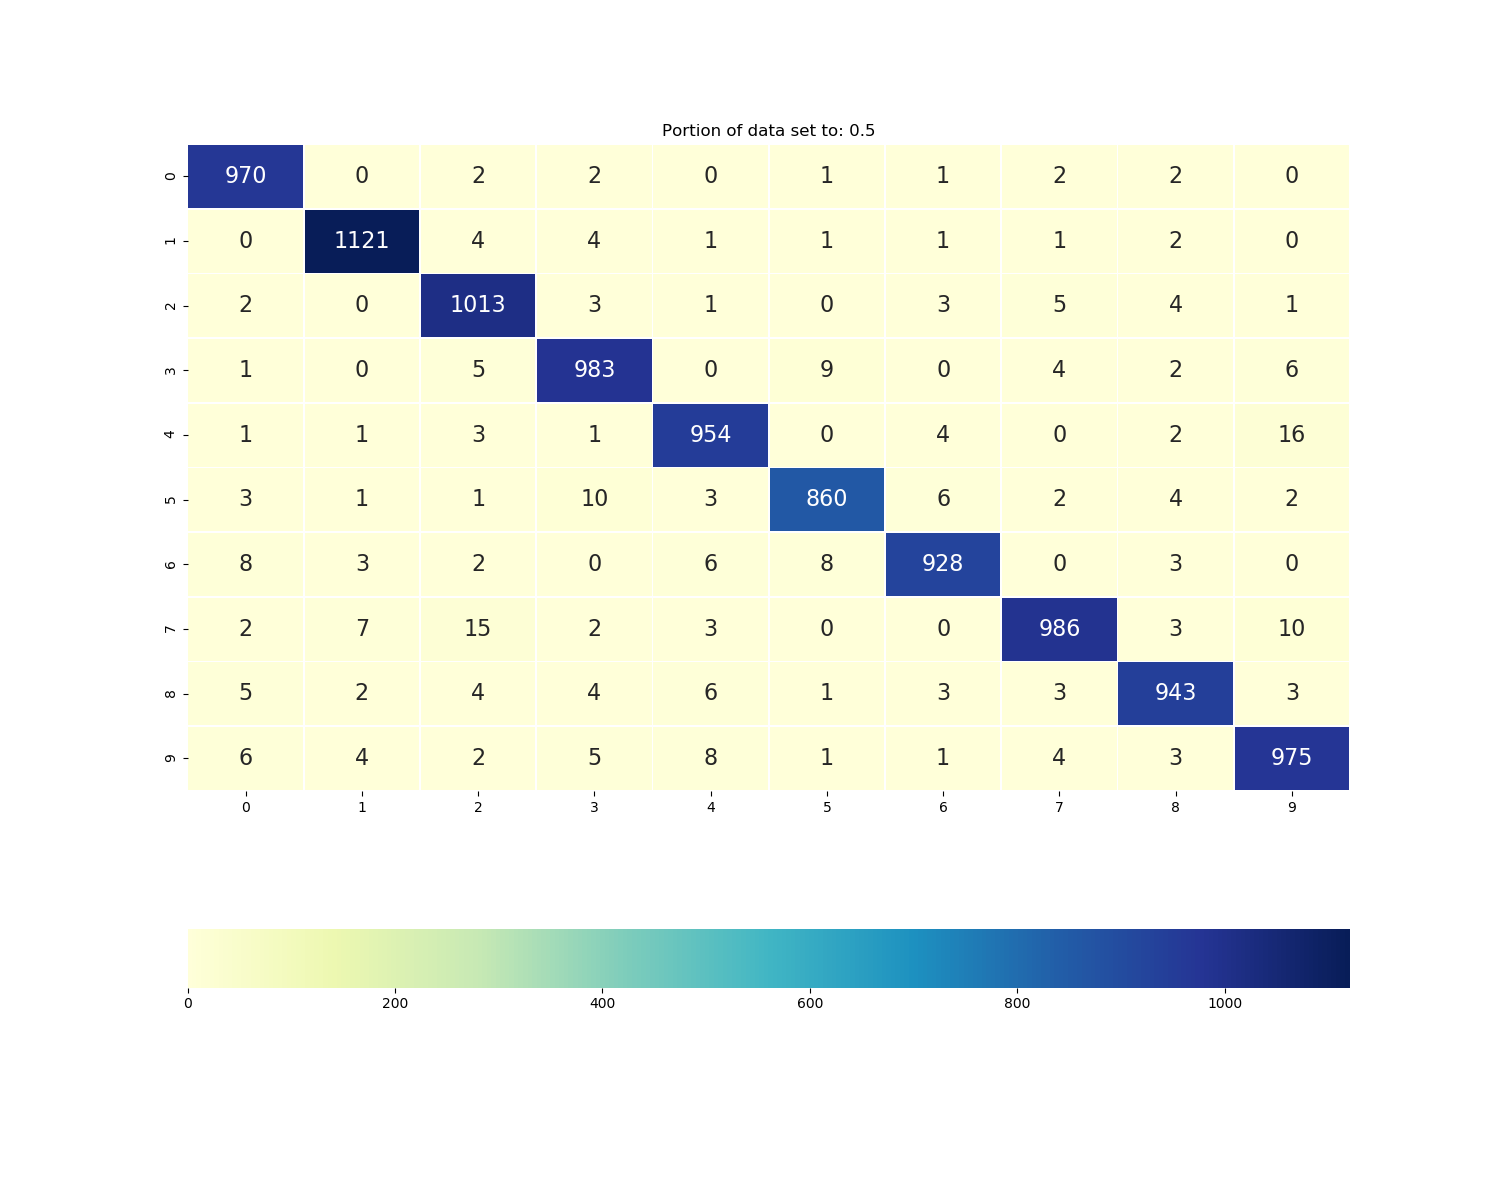 Portion of data set to: 0.5
0 970 0 2 2 0 1 1 2 2 0
1 0 1121 4 4 1 1 1 1 2 0
2 2 0 1013 3 1 0 3 5 4 1
3 1 0 5 983 0 9 0 4 2 6
4 1 1 3 1 954 0 4 0 2 16
5 3 1 1 10 3 860 6 2 4 2
6 8 3 2 0 6 8 928 0 3 0
7 2 7 15 2 3 0 0 986 3 10
8 5 2 4 4 6 1 3 3 943 3
9 6 4 2 5 8 1 1 4 3 975
0 1 2 3 4 5 6 7 8 9
0 200 400 600 800 1000